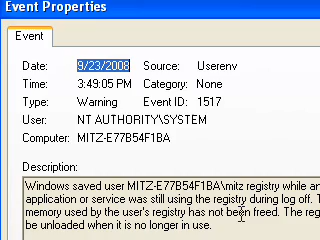 Event Properties
Event
Date: 9/23/2008 Source: Userenv
Time: 3:49:05 PM Category: None
Type: Warning Event ID: 1517
User: NT AUTHORITY\SYSTEM
Computer: MITZ-E77B54F1BA
Description:
Windows saved user MITZ-E77B54F1BA\mitz registry while an
application or service was still using the registry during log off. T
memory used by the user's registry has not been freed. The reg
be unloaded when it is no longer in use.